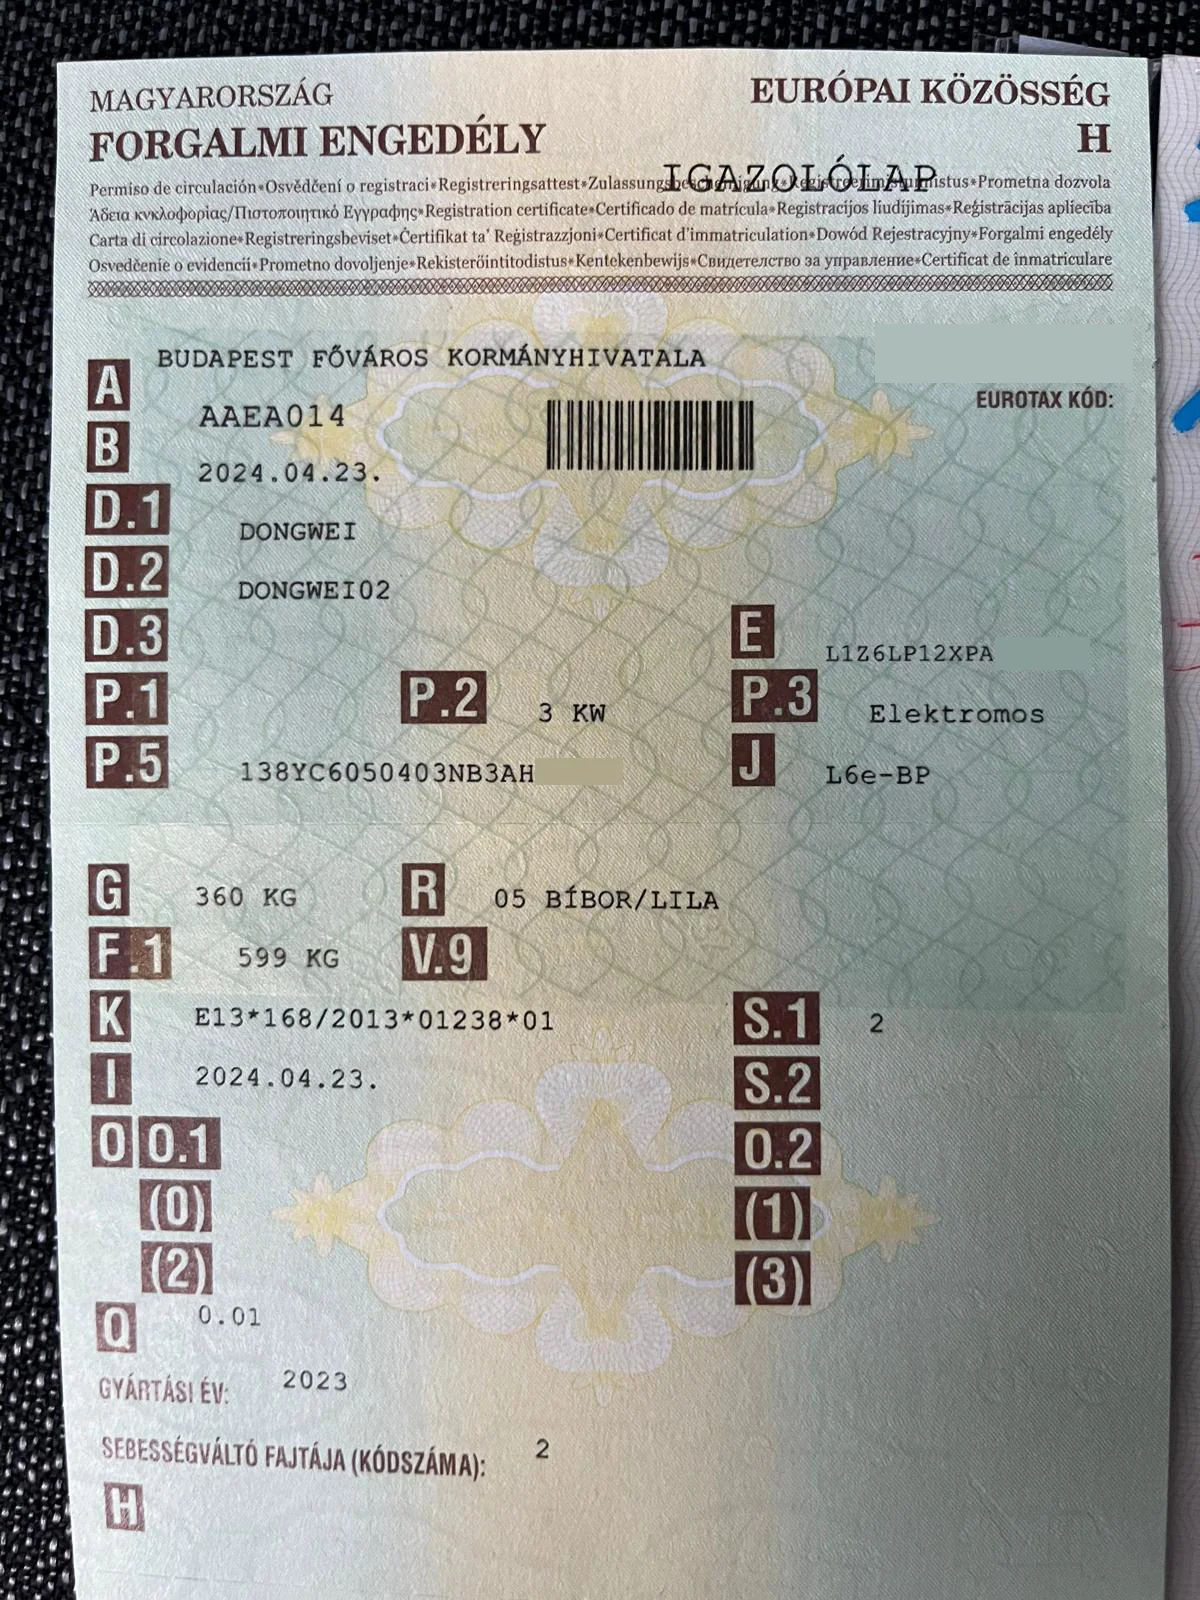 MAGYARORSZÁG
EURÓPAI KÖZÖSSÉG
FORGALMI ENGEDÉLY
H
IGAZOLÓLAP
Permiso de circulación*Osvědčení o registraci*Registreringsattest*Zulassungsbescheinigung*Registreerimistunnistus*Prometna dozvola
Άδεια κυκλοφορίας/Πιστοποιητικό Εγγραφης*Registration certificate*Certificado de matrícula*Registracijos liudijimas*Reģistrācijas apliecība
Carta di circolazione*Registreringsbeviset*Ċertifikat ta' Reġistrazzjoni*Certificat d'immatriculation*Dowód Rejestracyjny*Forgalmi engedély
Osvedčenie o evidencii*Prometno dovoljenje*Rekisteröintitodistus*Kentekenbewijs*Свидетелство за управление*Certificat de înmatriculare
BUDAPEST FŐVÁROS KORMÁNYHIVATALA
EUROTAX KÓD:
A AAEA014
B 2024.04.23.
D.1 DONGWEI
D.2 DONGWEI02
D.3 E L1Z6LP12XPA
P.1 P.2 3 KW P.3 Elektromos
P.5 138YC6050403NB3AH J L6e-BP
G 360 KG R 05 BÍBOR/LILA
F.1 599 KG V.9
K E13*168/2013*01238*01 S.1 2
I 2024.04.23. S.2
O O.1 O.2
(0) (1)
(2) (3)
Q 0.01
GYÁRTÁSI ÉV: 2023
SEBESSÉGVÁLTÓ FAJTÁJA (KÓDSZÁMA): 2
H